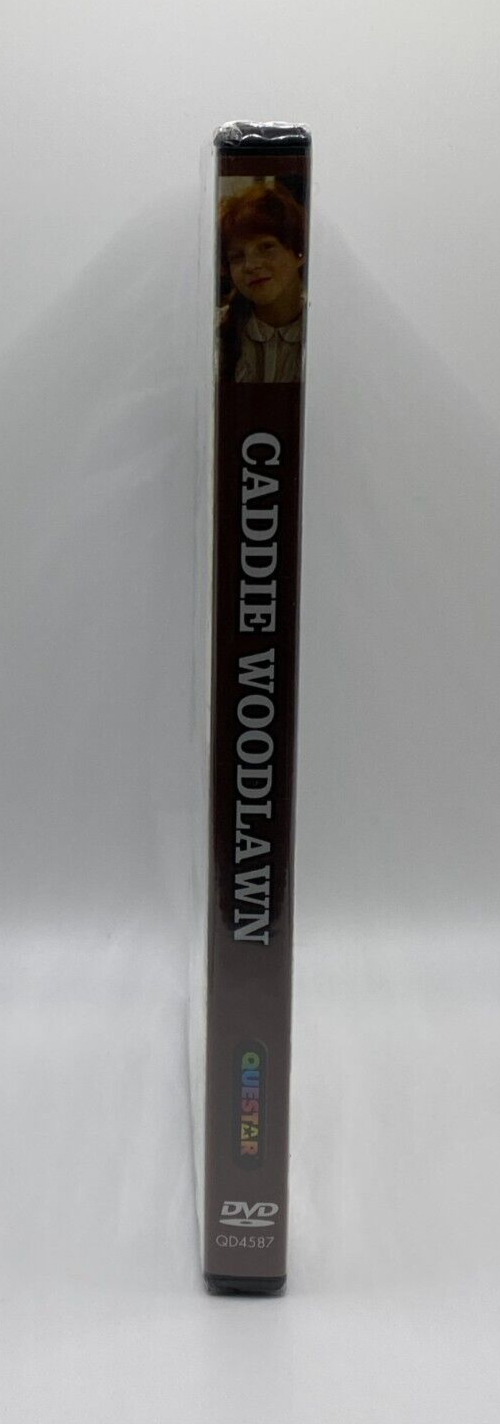 CADDIE WOODLAWN
QUESTAR
DVD
QD4587